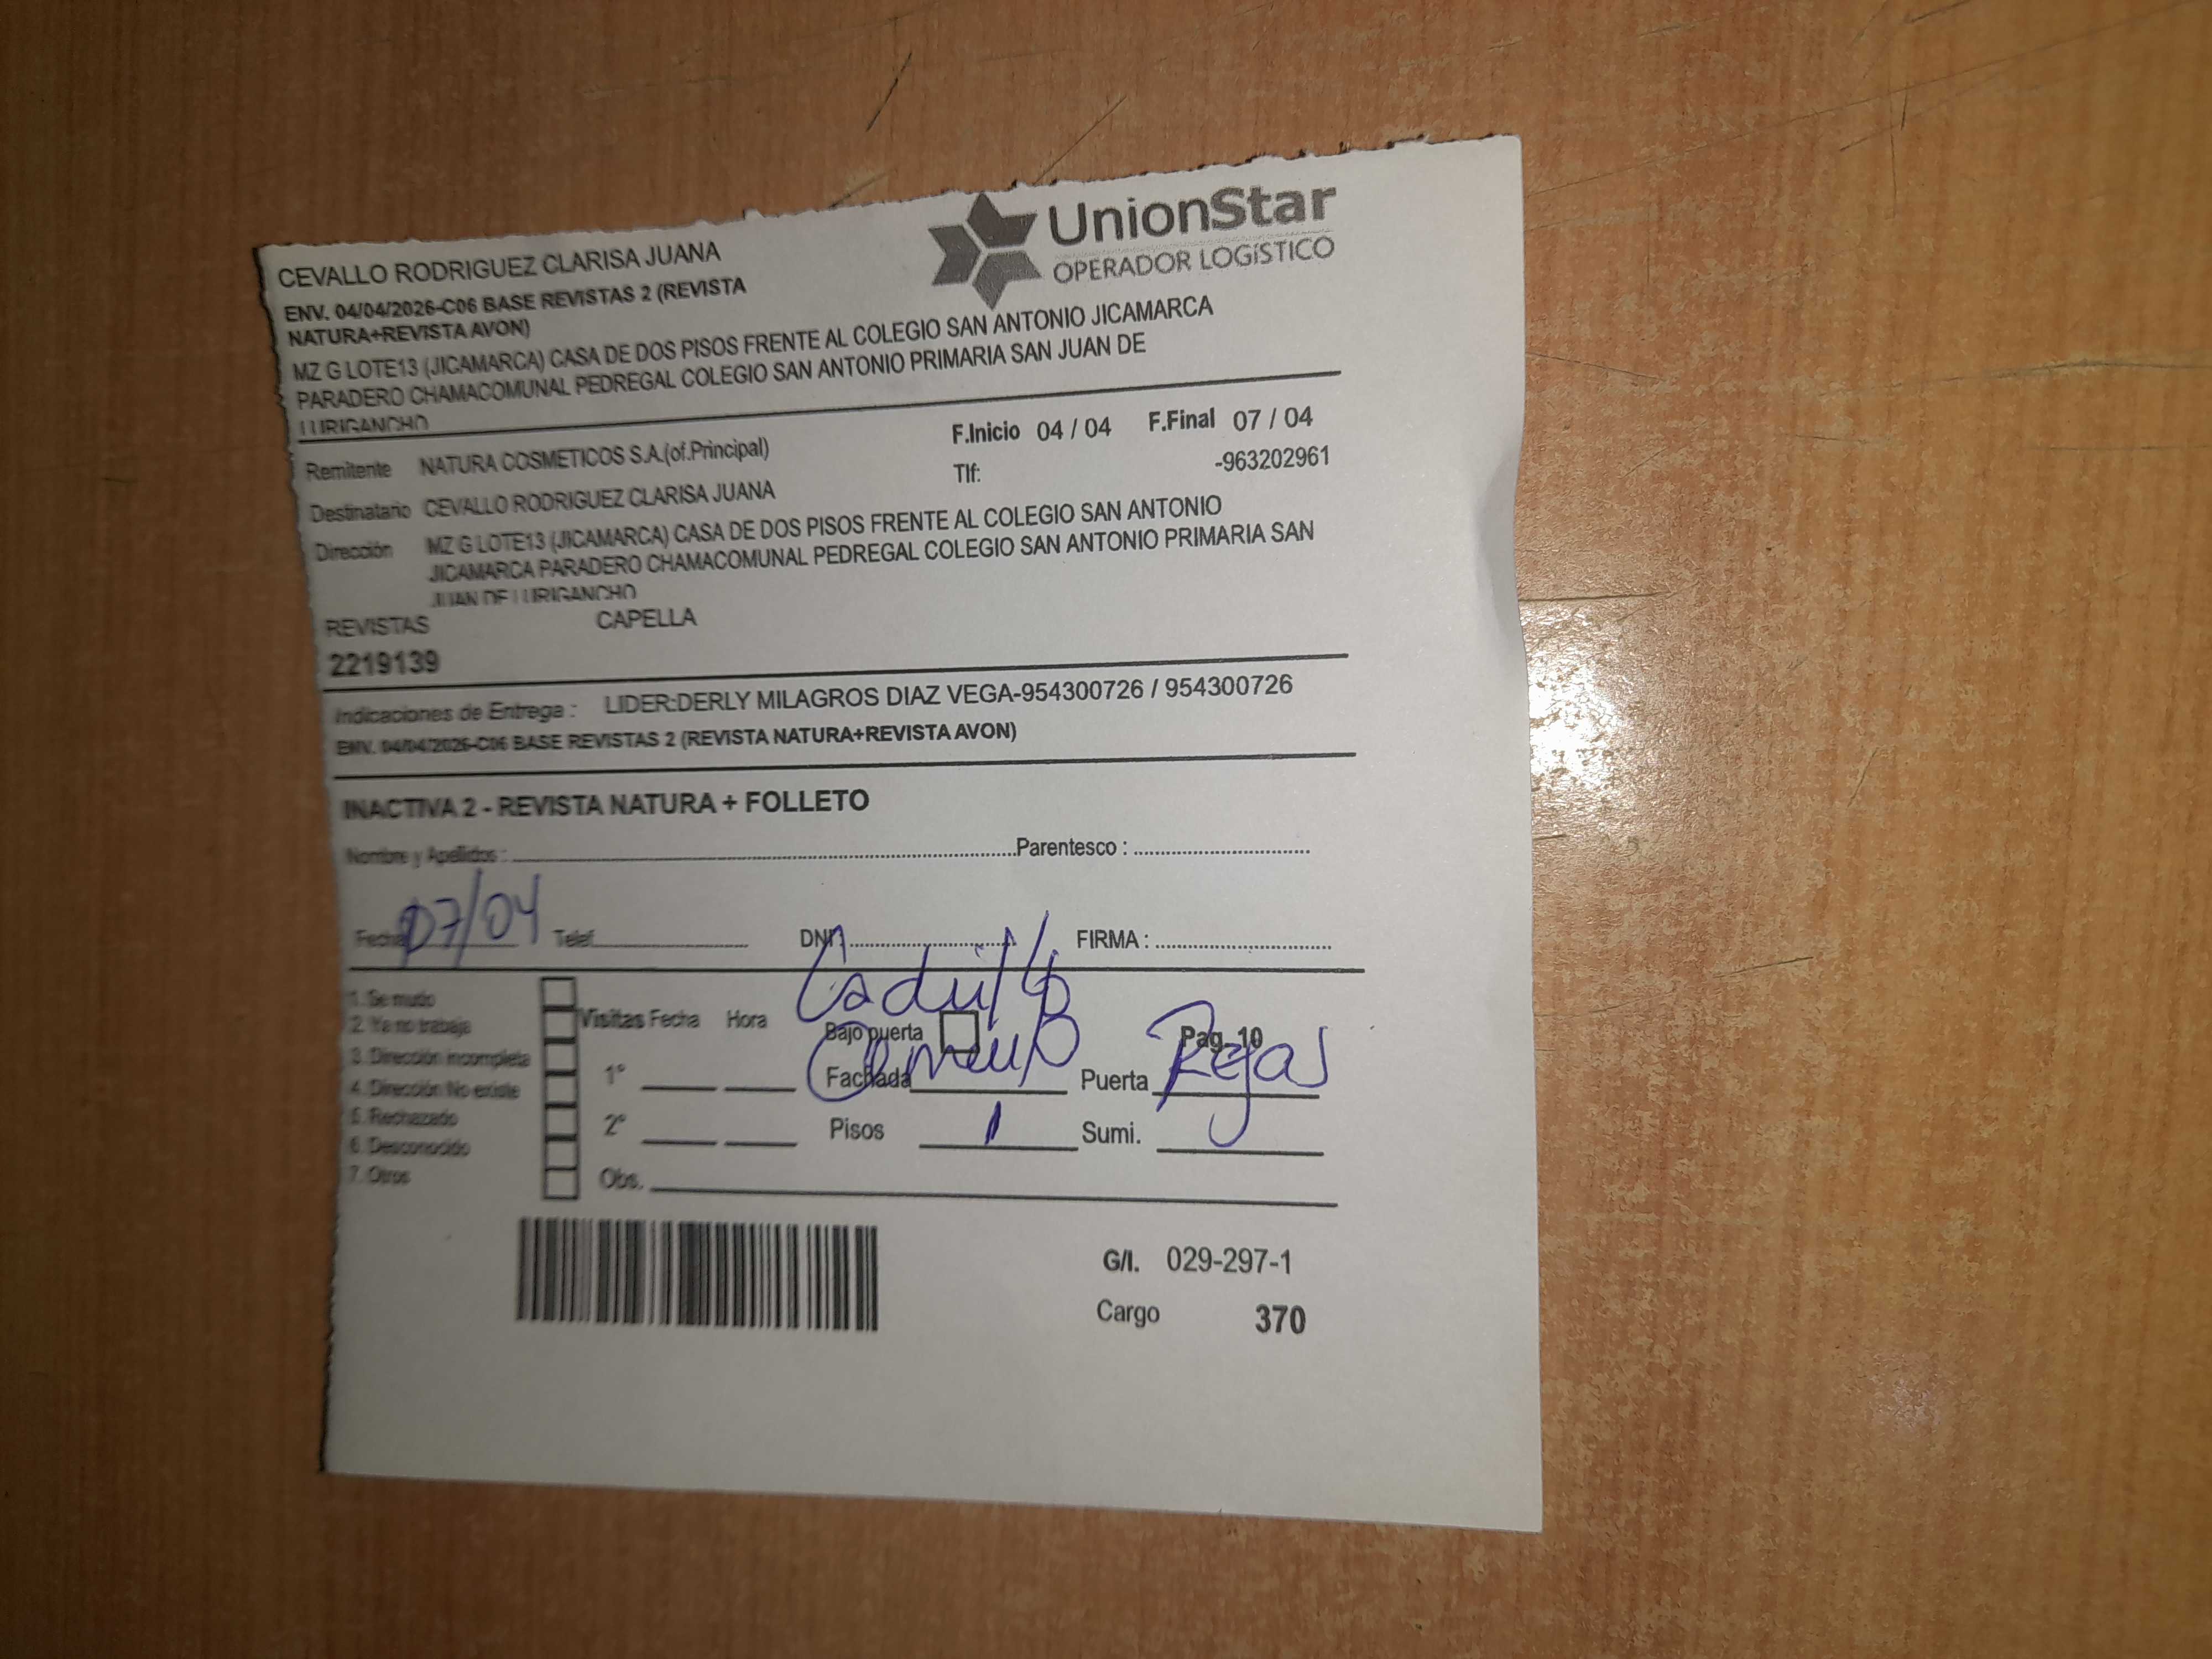 UnionStar
OPERADOR LOGÍSTICO
CEVALLO RODRIGUEZ CLARISA JUANA
ENV. 04/04/2026-C06 BASE REVISTAS 2 (REVISTA
NATURA+REVISTA AVON)
MZ G LOTE13 (JICAMARCA) CASA DE DOS PISOS FRENTE AL COLEGIO SAN ANTONIO JICAMARCA
PARADERO CHAMACOMUNAL PEDREGAL COLEGIO SAN ANTONIO PRIMARIA SAN JUAN DE
LURIGANCHO
F.Inicio 04 / 04 F.Final 07 / 04
Remitente NATURA COSMETICOS S.A.(of.Principal)
Tlf: -963202961
Destinatario CEVALLO RODRIGUEZ CLARISA JUANA
Dirección MZ G LOTE13 (JICAMARCA) CASA DE DOS PISOS FRENTE AL COLEGIO SAN ANTONIO
JICAMARCA PARADERO CHAMACOMUNAL PEDREGAL COLEGIO SAN ANTONIO PRIMARIA SAN
JUAN DE LURIGANCHO
REVISTAS CAPELLA
2219139
Indicaciones de Entrega : LIDER:DERLY MILAGROS DIAZ VEGA-954300726 / 954300726
ENV. 04/04/2026-C06 BASE REVISTAS 2 (REVISTA NATURA+REVISTA AVON)
INACTIVA 2 - REVISTA NATURA + FOLLETO
Nombre y Apellidos : Parentesco :
Fecha 07/04 Telef. DNI: FIRMA :
1. Se mudo
2. Ya no trabaja
3. Dirección incompleta
4. Dirección No existe
5. Rechazado
6. Desconocido
7. Otros
Visitas Fecha Hora
1°
2°
Obs.
Ladrillo
Bajo puerta Pag. 10
Fachada Cemento Puerta Rejas
Pisos 1 Sumi.
G/I. 029-297-1
Cargo 370